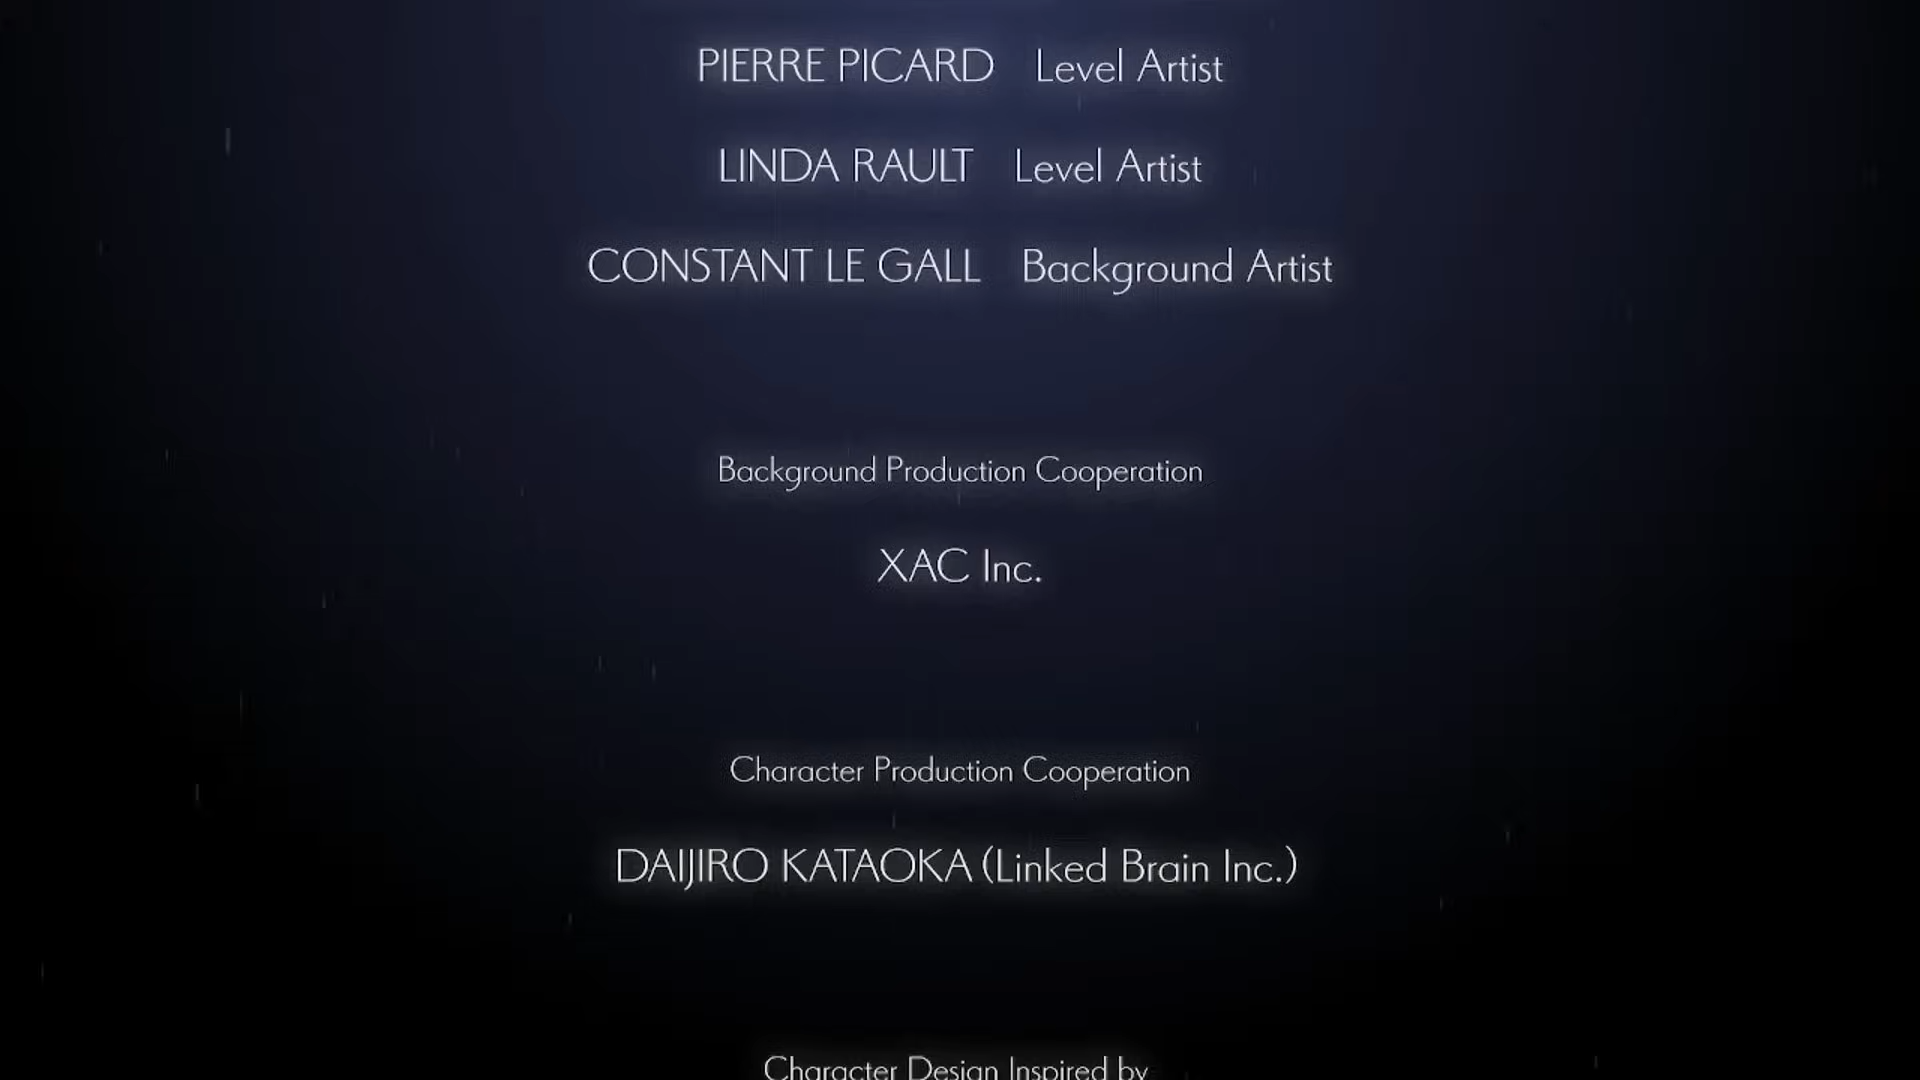 PIERRE PICARD Level Artist
LINDA RAULT Level Artist
CONSTANT LE GALL Background Artist
Background Production Cooperation
XAC Inc.
Character Production Cooperation
DAIJIRO KATAOKA (Linked Brain Inc.)
Character Design Inspired by